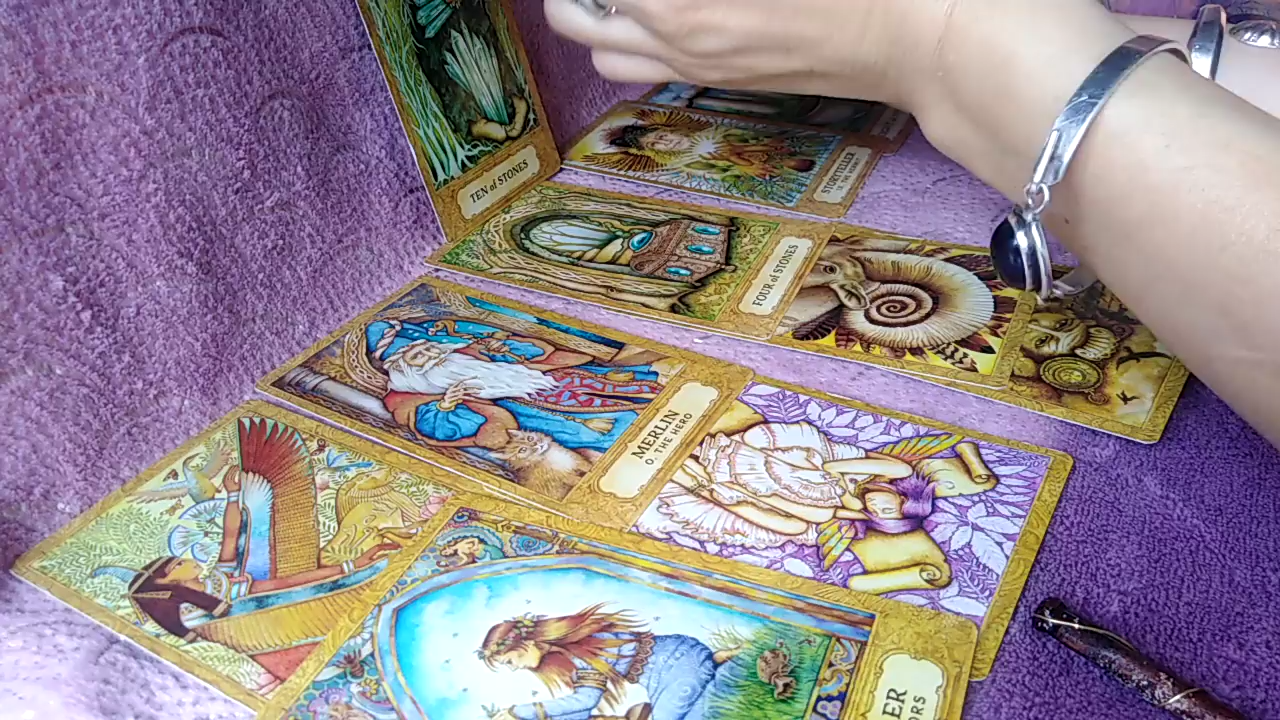 TEN of STONES
STORYTELLER
FOUR of STONES
K
MERLIN
0. THE HERO
ER
ORS